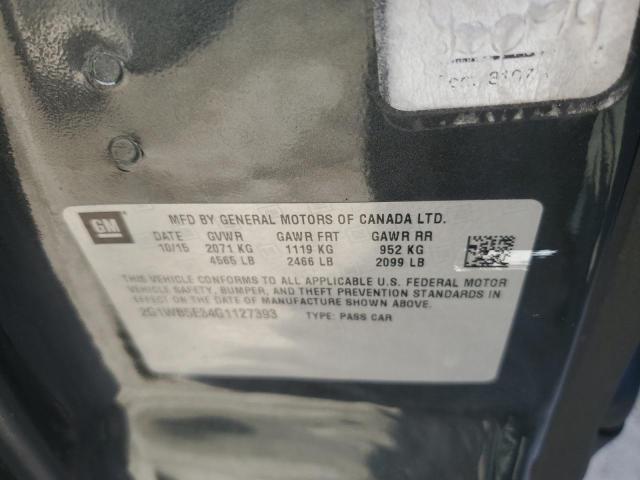 GM
MFD BY GENERAL MOTORS OF CANADA LTD.
DATE GVWR GAWR FRT GAWR RR
10/15 2071 KG 1119 KG 952 KG
4565 LB 2466 LB 2099 LB
THIS VEHICLE CONFORMS TO ALL APPLICABLE U.S. FEDERAL MOTOR
VEHICLE SAFETY, BUMPER, AND THEFT PREVENTION STANDARDS IN
EFFECT ON THE DATE OF MANUFACTURE SHOWN ABOVE.
2G1WB5E34G1127393 TYPE: PASS CAR